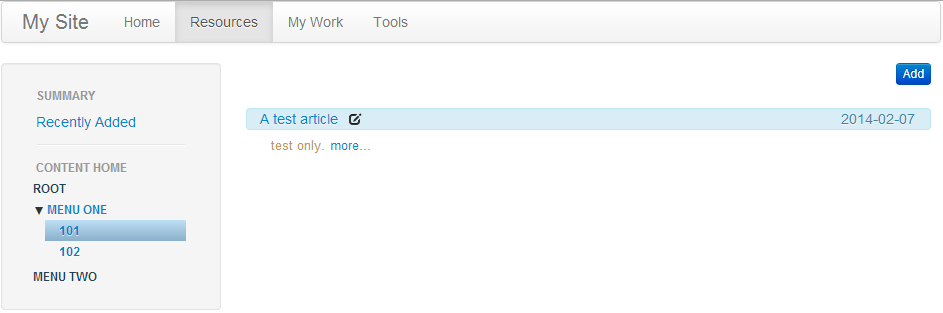 My Site Home Resources My Work Tools
Add
SUMMARY
Recently Added
CONTENT HOME
ROOT
MENU ONE
101
102
MENU TWO
A test article 2014-02-07
test only. more...